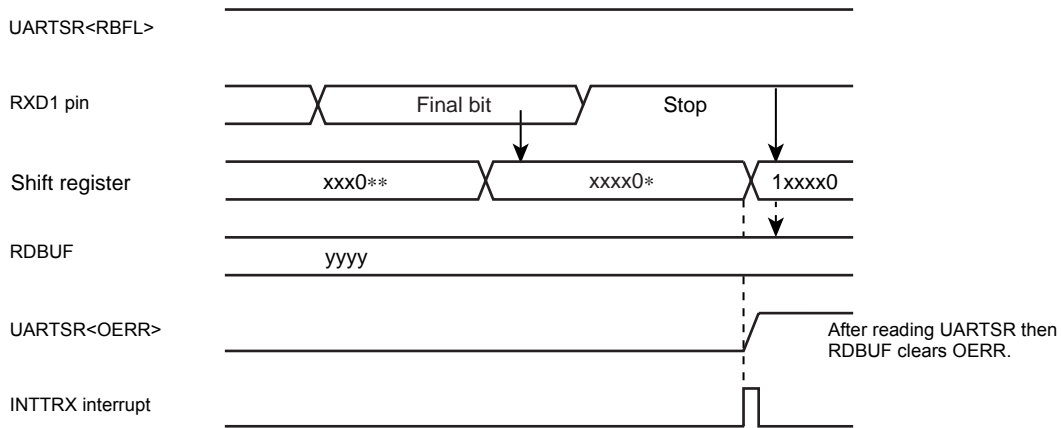 UARTSR<RBFL>
RXD1 pin
Final bit
Stop
Shift register
xxx0**
xxxx0*
1xxxx0
RDBUF
yyyy
UARTSR<OERR>
After reading UARTSR then
RDBUF clears OERR.
INTTRX interrupt